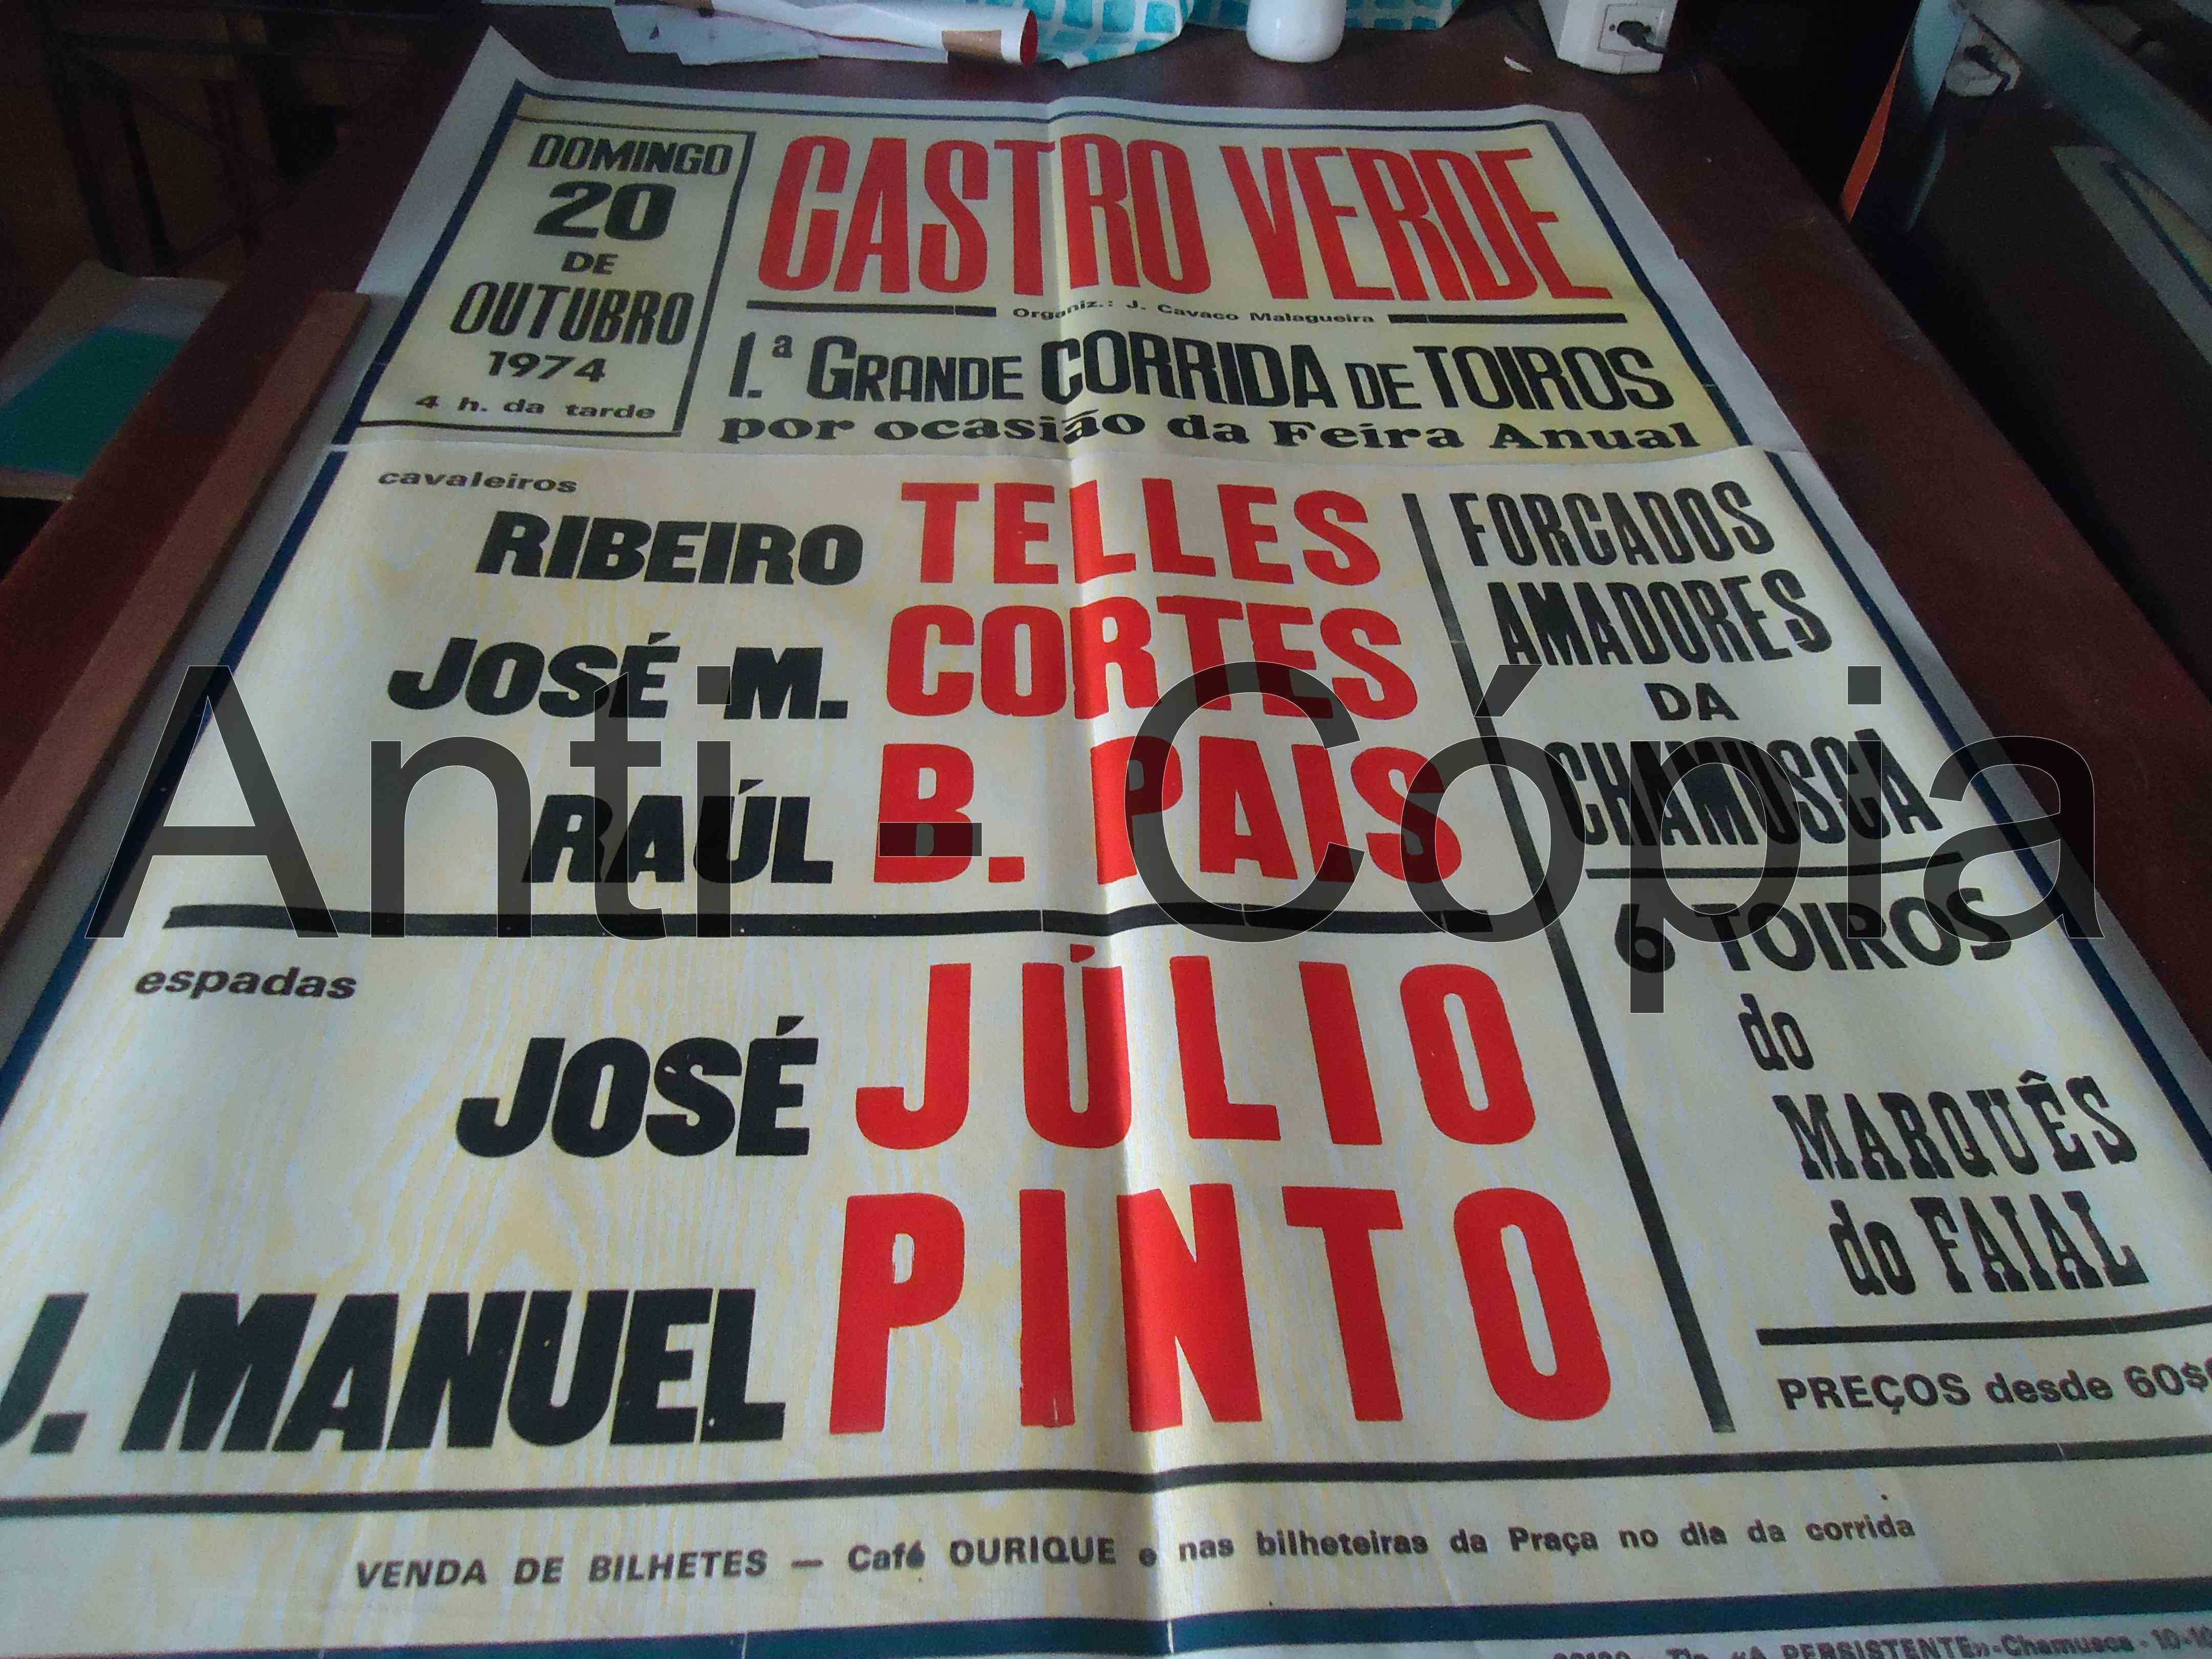 DOMINGO
20
DE
OUTUBRO
1974
4 h. da tarde
CASTRO VERDE
Organiz.: J. Cavaco Malagueira
1.ª GRANDE CORRIDA DE TOIROS
por ocasião da Feira Anual
cavaleiros
RIBEIRO TELLES
JOSÉ M. CORTES
RAÚL B. PAIS
espadas
JOSÉ JÚLIO
J. MANUEL PINTO
FORCADOS
AMADORES
DA
CHAMUSCA
6 TOIROS
do
MARQUÊS
do FAIAL
PREÇOS desde 60$
VENDA DE BILHETES — Café OURIQUE e nas bilheteiras da Praça no dia da corrida
Tip. «A PERSISTENTE»-Chamusca - 10-
Anti - Cópia